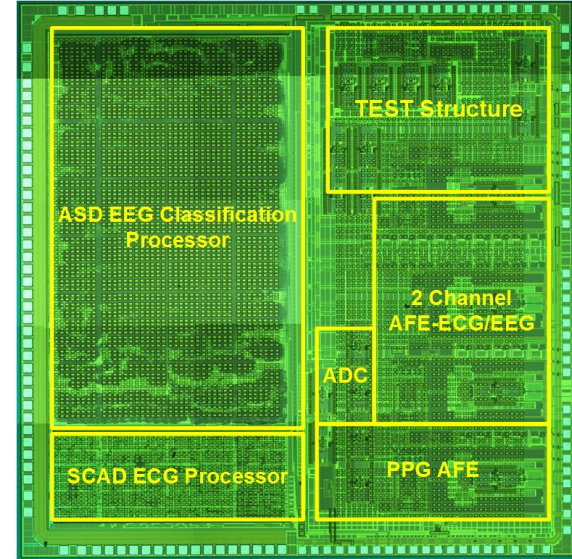 TEST Structure
ASD EEG Classification
Processor
2 Channel
AFE-ECG/EEG
ADC
SCAD ECG Processor
PPG AFE